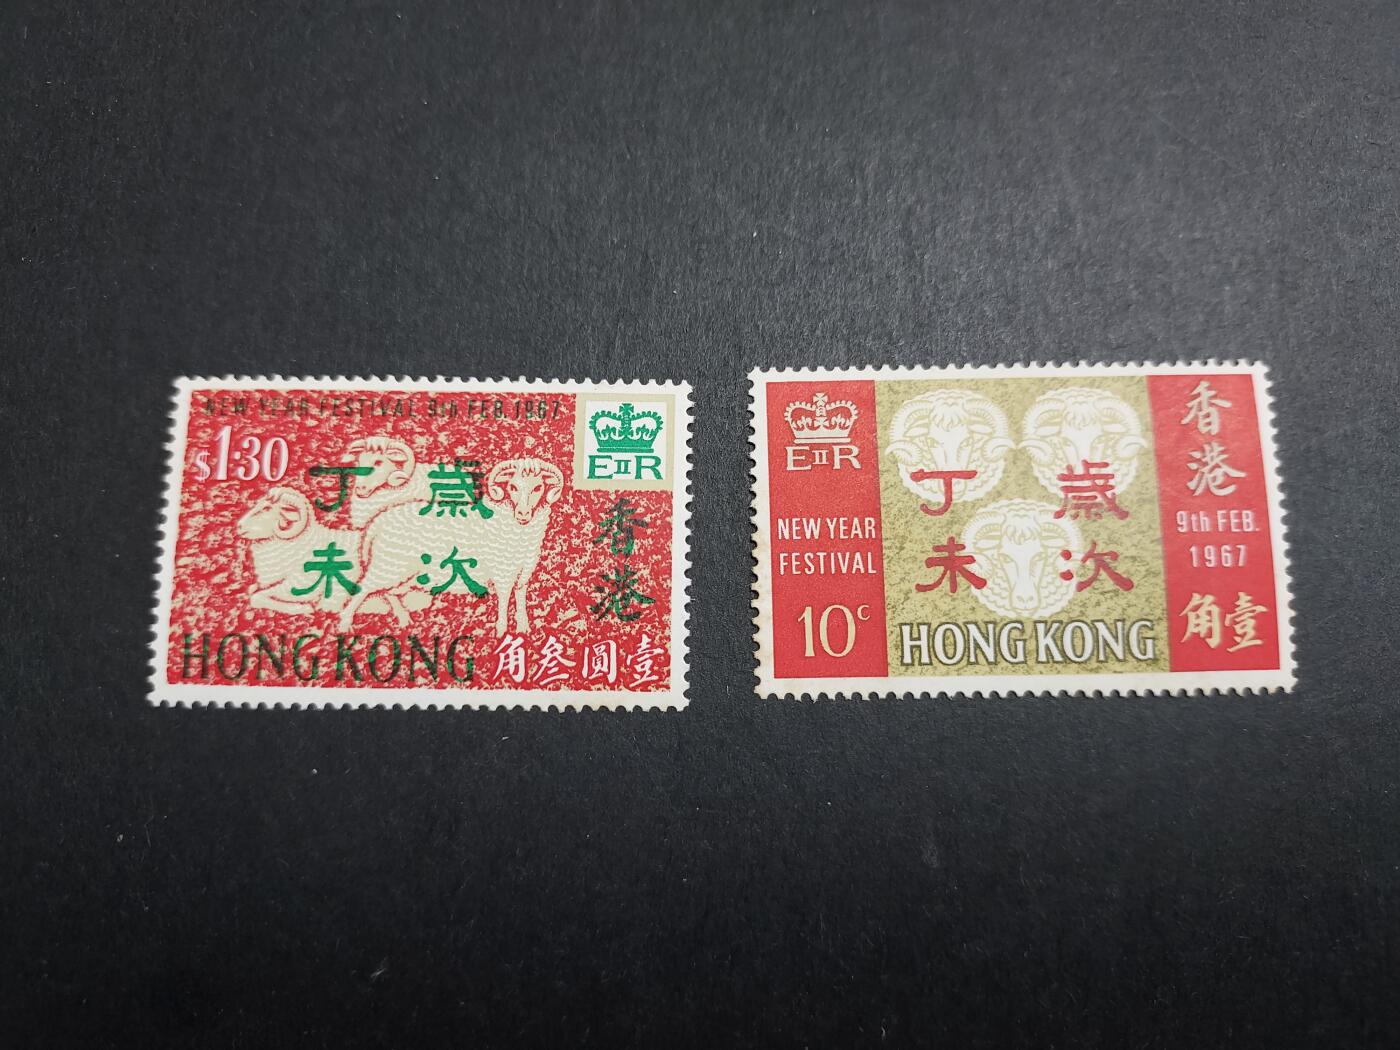 NEW YEAR FESTIVAL 9th FEB. 1967
$1.30
EIIR
歲次
丁未
香港
HONG KONG
壹圓叁角
EIIR
NEW YEAR
FESTIVAL
10c
歲次
丁未
HONG KONG
香港
9th FEB.
1967
壹角